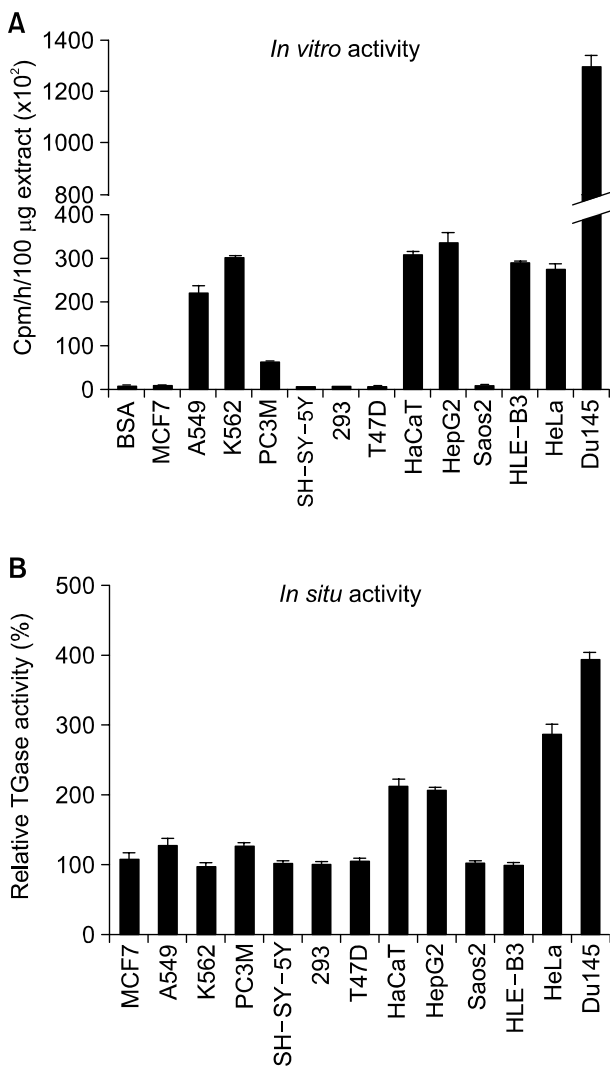 A
In vitro activity
Cpm/h/100 μg extract (x10²)
1400
1200
1000
800
400
300
200
100
0
BSA
MCF7
A549
K562
PC3M
SH-SY-5Y
293
T47D
HaCaT
HepG2
Saos2
HLE-B3
HeLa
Du145
B
In situ activity
Relative TGase activity (%)
500
400
300
200
100
0
MCF7
A549
K562
PC3M
SH-SY-5Y
293
T47D
HaCaT
HepG2
Saos2
HLE-B3
HeLa
Du145